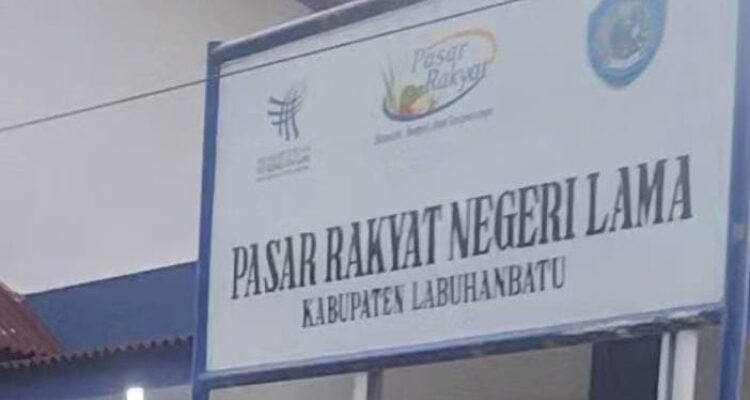 Pasar
Rakyat
PASAR RAKYAT NEGERI LAMA
KABUPATEN LABUHANBATU